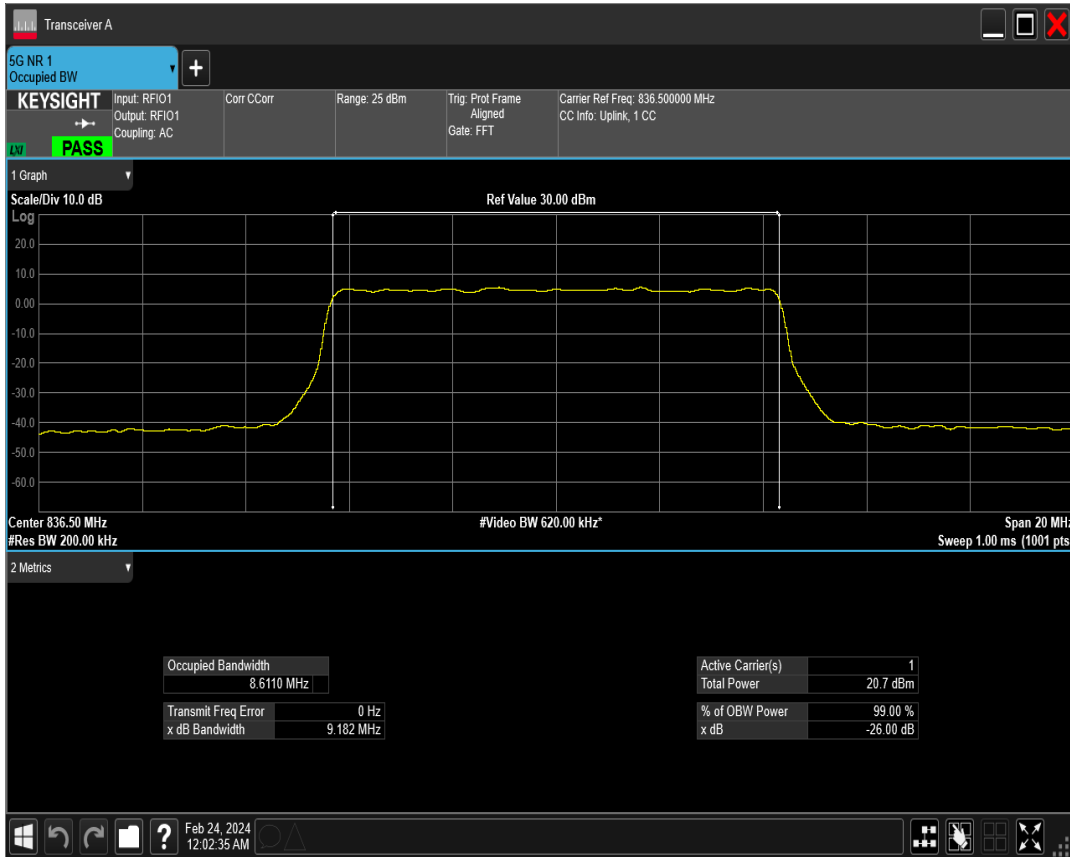 Transceiver A
5G NR 1
Occupied BW
+
KEYSIGHT
LXI
PASS
Input: RFIO1
Output: RFIO1
Coupling: AC
Corr CCorr
Range: 25 dBm
Trig: Prot Frame
Aligned
Gate: FFT
Carrier Ref Freq: 836.500000 MHz
CC Info: Uplink, 1 CC
1 Graph
Scale/Div 10.0 dB
Ref Value 30.00 dBm
Log
20.0
10.0
0.00
-10.0
-20.0
-30.0
-40.0
-50.0
-60.0
Center 836.50 MHz
#Video BW 620.00 kHz*
Span 20 MHz
#Res BW 200.00 kHz
Sweep 1.00 ms (1001 pts
2 Metrics
Occupied Bandwidth
8.6110 MHz
Transmit Freq Error 0 Hz
x dB Bandwidth 9.182 MHz
Active Carrier(s) 1
Total Power 20.7 dBm
% of OBW Power 99.00 %
x dB -26.00 dB
?
Feb 24, 2024
12:02:35 AM